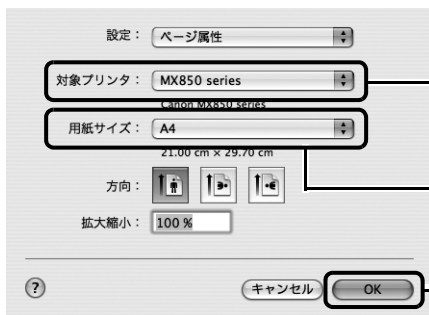 設定： ページ属性
対象プリンタ： MX850 series
Canon MX850 series
用紙サイズ： A4
21.00 cm × 29.70 cm
方向：
拡大縮小： 100 %
? キャンセル OK